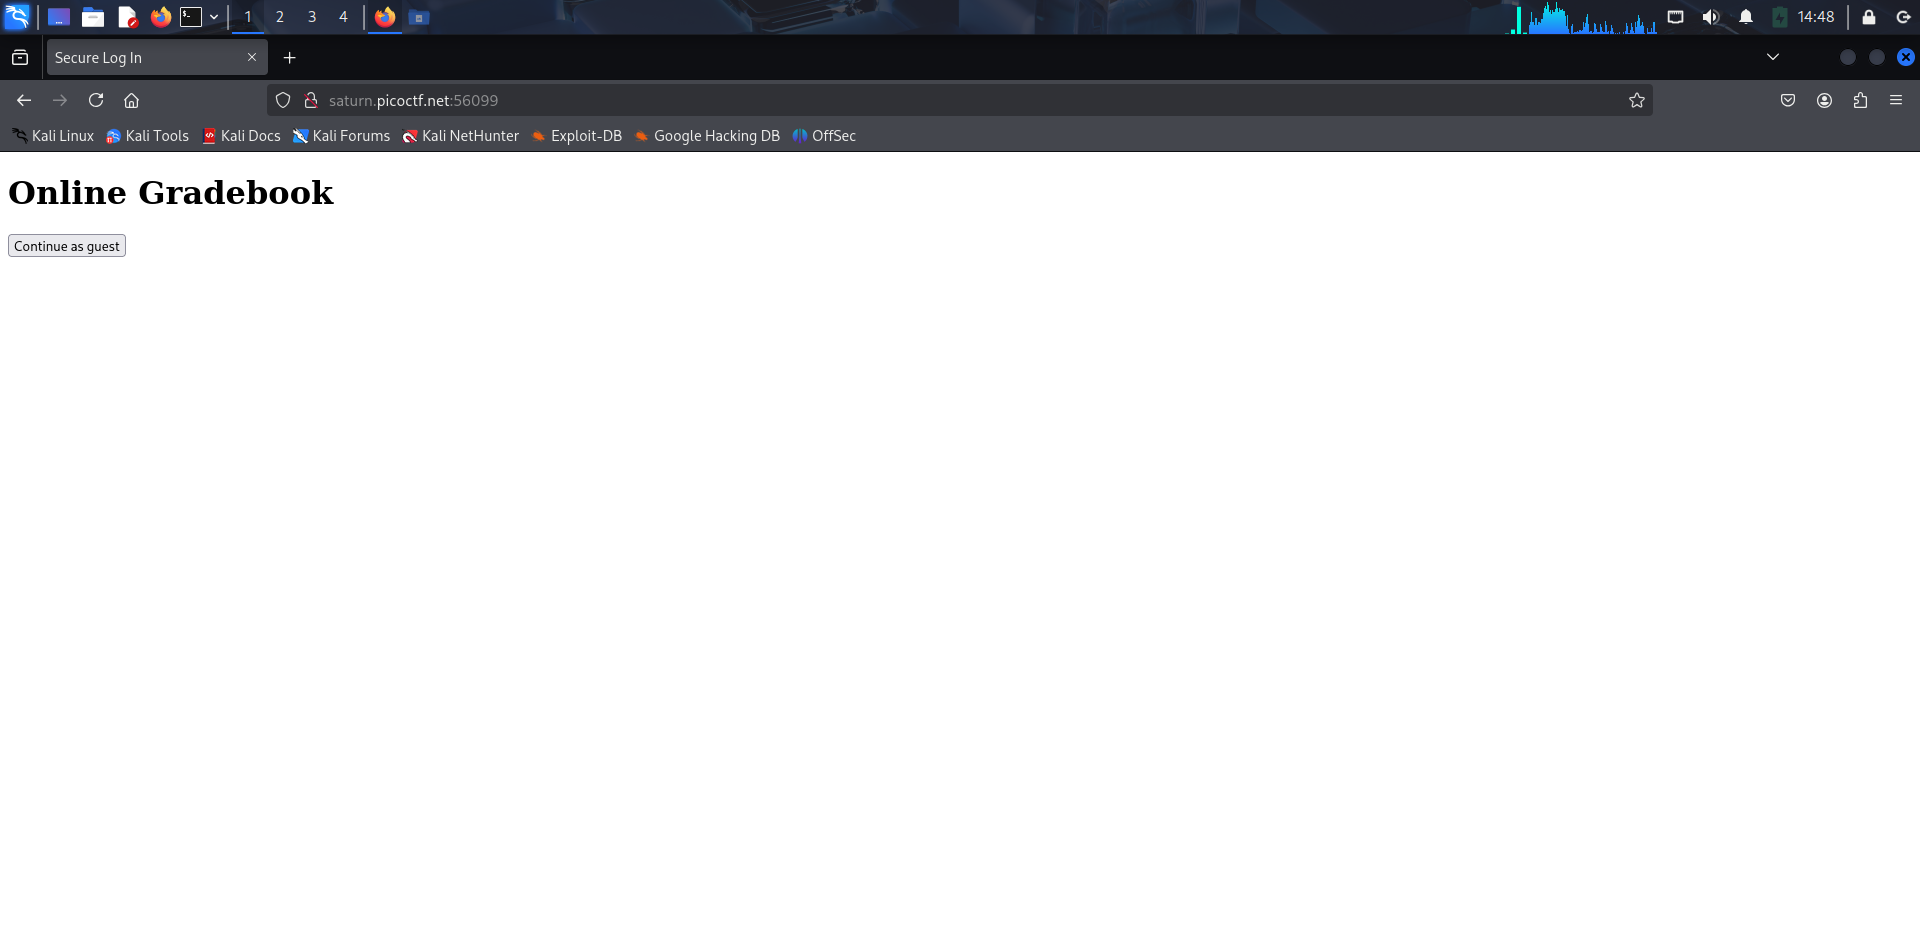 1 2 3 4 14:48
Secure Log In
saturn.picoctf.net:56099
Kali Linux Kali Tools Kali Docs Kali Forums Kali NetHunter Exploit-DB Google Hacking DB OffSec
Online Gradebook
Continue as guest